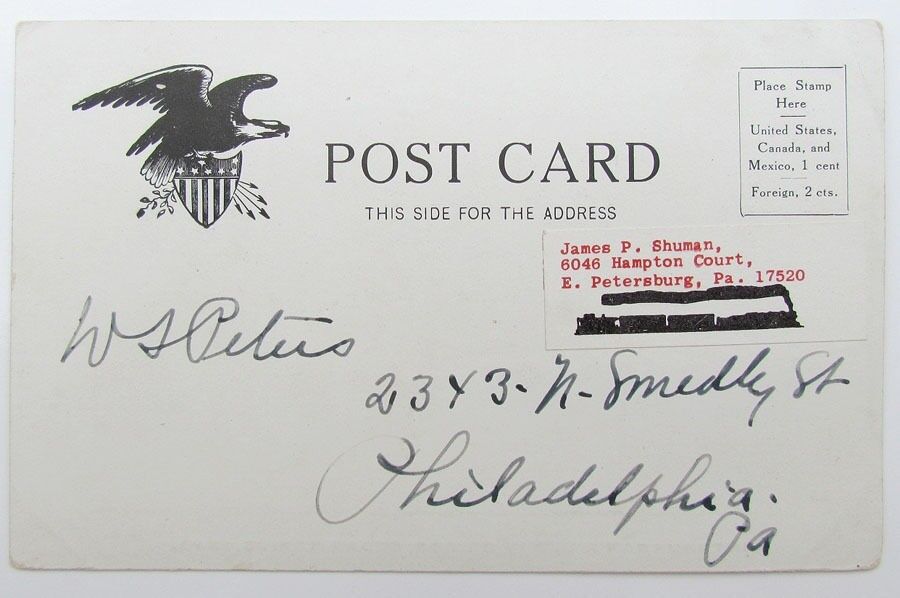 POST CARD
THIS SIDE FOR THE ADDRESS
Place Stamp
Here
United States,
Canada, and
Mexico, 1 cent
Foreign, 2 cts.
James P. Shuman,
6046 Hampton Court,
E. Petersburg, Pa. 17520
W S Peters
2343- N- Smedley St
Philadelphia.
Pa